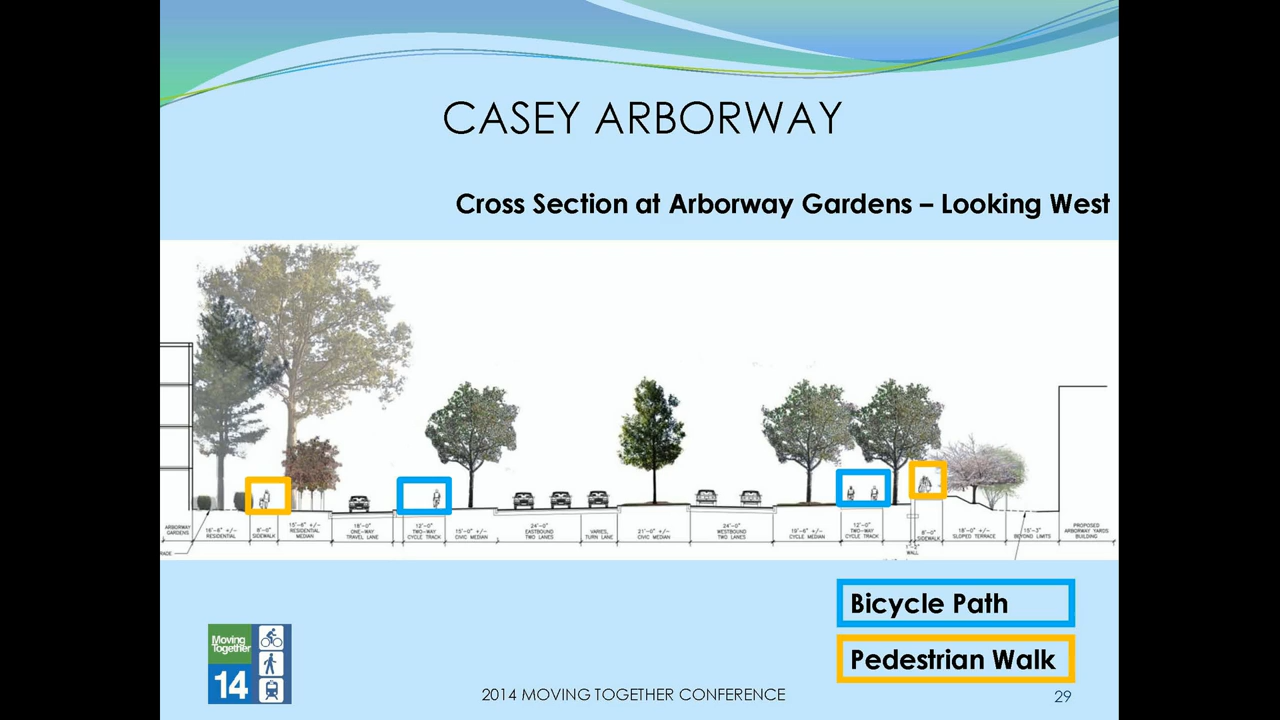 CASEY ARBORWAY
Cross Section at Arborway Gardens – Looking West
ARBORWAY
GARDENS
16'-6" +/-
RESIDENTIAL
8'-0"
SIDEWALK
15'-6" +/-
RESIDENTIAL
MEDIAN
18'-0"
ONE-WAY
TRAVEL LANE
12'-0"
TWO-WAY
CYCLE TRACK
15'-0" +/-
CIVIC MEDIAN
24'-0"
EASTBOUND
TWO LANES
VARIES,
TURN LANE
21'-0" +/-
CIVIC MEDIAN
24'-0"
WESTBOUND
TWO LANES
19'-6" +/-
CYCLE MEDIAN
12'-0"
TWO-WAY
CYCLE TRACK
SIDEWALK
WALL
18'-0" +/-
SLOPED TERRACE
15'-3"
BEYOND LIMITS
PROPOSED
ARBORWAY YARDS
BUILDING
Bicycle Path
Pedestrian Walk
Moving
Together
14
2014 MOVING TOGETHER CONFERENCE
29